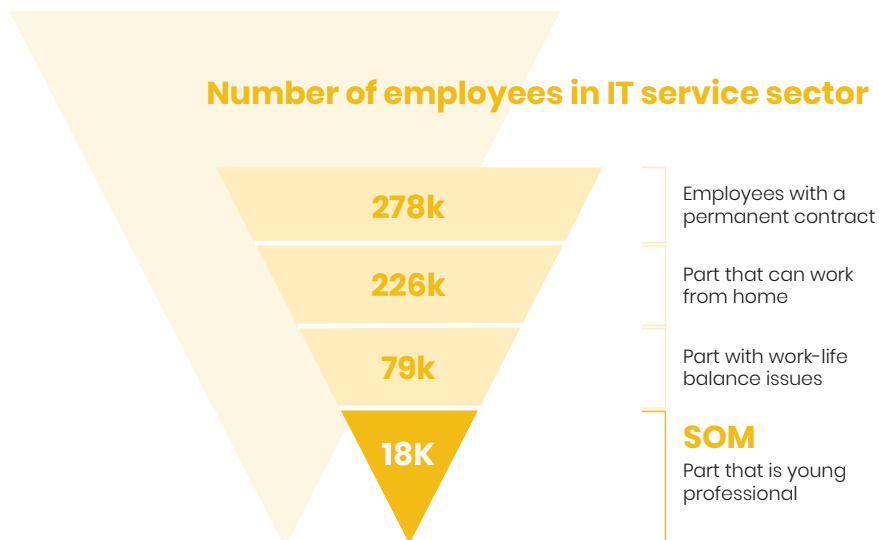 Number of employees in IT service sector
278k
Employees with a
permanent contract
226k
Part that can work
from home
79k
Part with work-life
balance issues
18K
SOM
Part that is young
professional